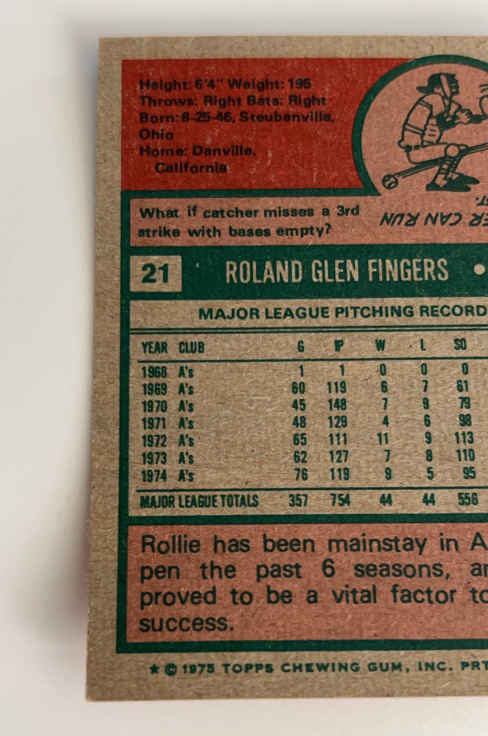 Height: 6'4" Weight: 195
Throws: Right Bats: Right
Born: 8-25-46, Steubenville,
Ohio
Home: Danville,
California
What if catcher misses a 3rd
strike with bases empty?
CAN RUN
21 ROLAND GLEN FINGERS •
MAJOR LEAGUE PITCHING RECORD
YEAR CLUB G IP W L SO
1968 A's 1 1 0 0 0
1969 A's 60 119 6 7 61
1970 A's 45 148 7 9 79
1971 A's 48 129 4 6 98
1972 A's 65 111 11 9 113
1973 A's 62 127 7 8 110
1974 A's 76 119 9 5 95
MAJOR LEAGUE TOTALS 357 754 44 44 556
Rollie has been mainstay in A
pen the past 6 seasons, an
proved to be a vital factor to
success.
★ © 1975 TOPPS CHEWING GUM, INC. PRT